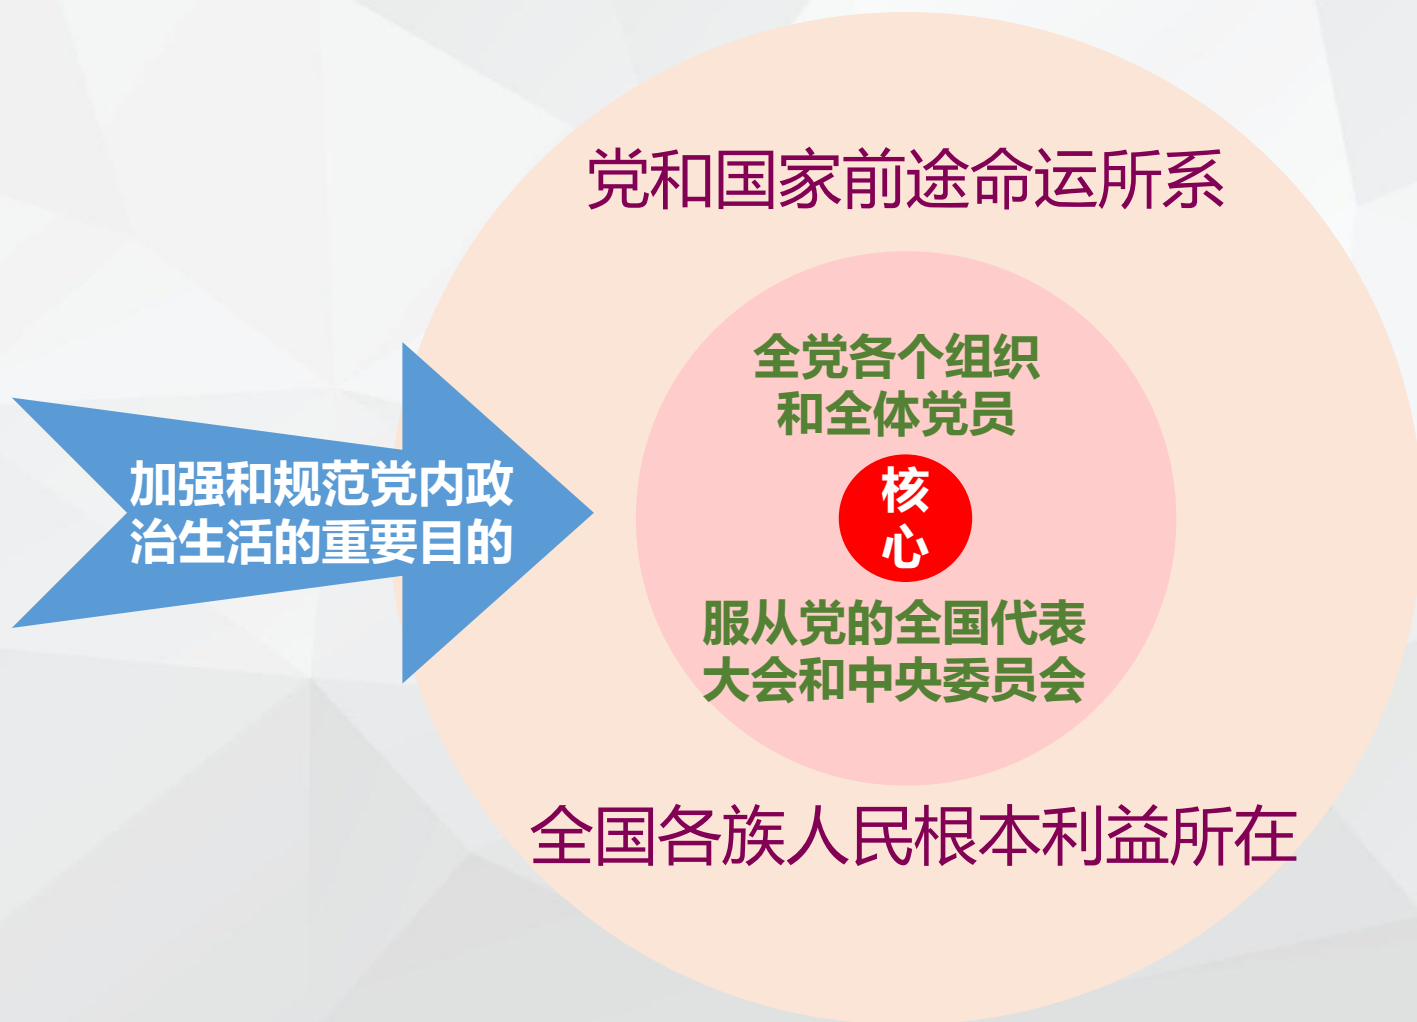 党和国家前途命运所系
全党各个组织
和全体党员
核
心
加强和规范党内政
治生活的重要目的
服从党的全国代表
大会和中央委员会
全国各族人民根本利益所在